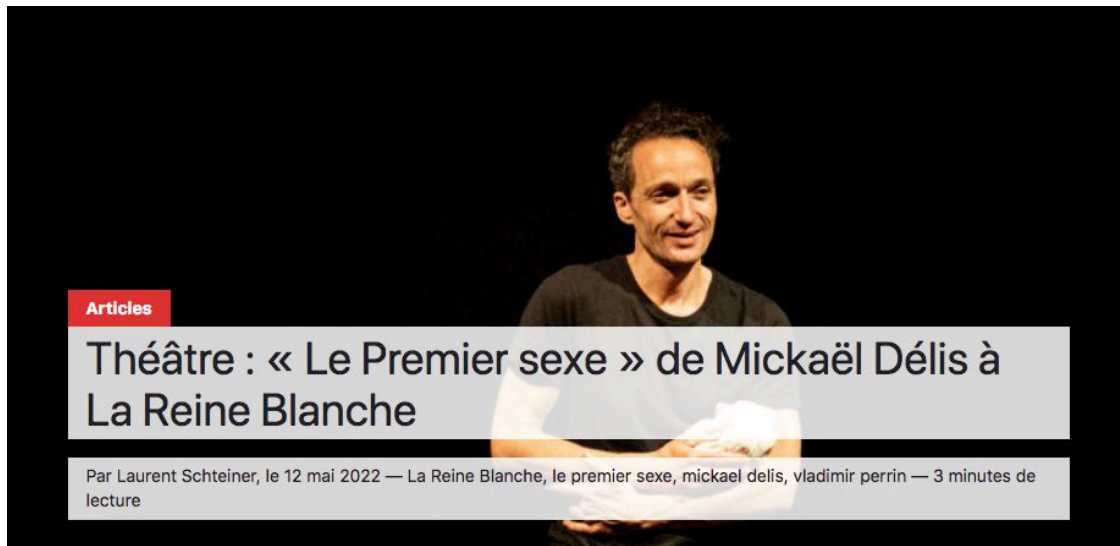 Articles
Théâtre : « Le Premier sexe » de Mickaël Délis à
La Reine Blanche
Par Laurent Schteiner, le 12 mai 2022 — La Reine Blanche, le premier sexe, mickael delis, vladimir perrin — 3 minutes de
lecture